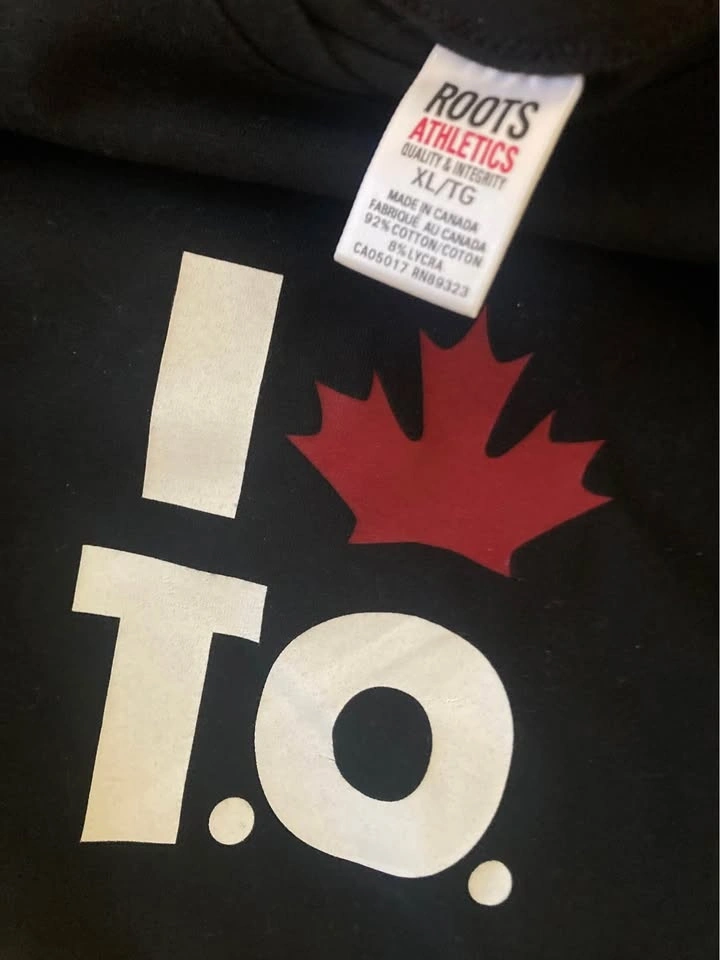 ROOTS
ATHLETICS
QUALITY & INTEGRITY
XL/TG
MADE IN CANADA
FABRIQUÉ AU CANADA
92% COTTON/COTON
8% LYCRA
CA05017 RN89323
I
T.O.